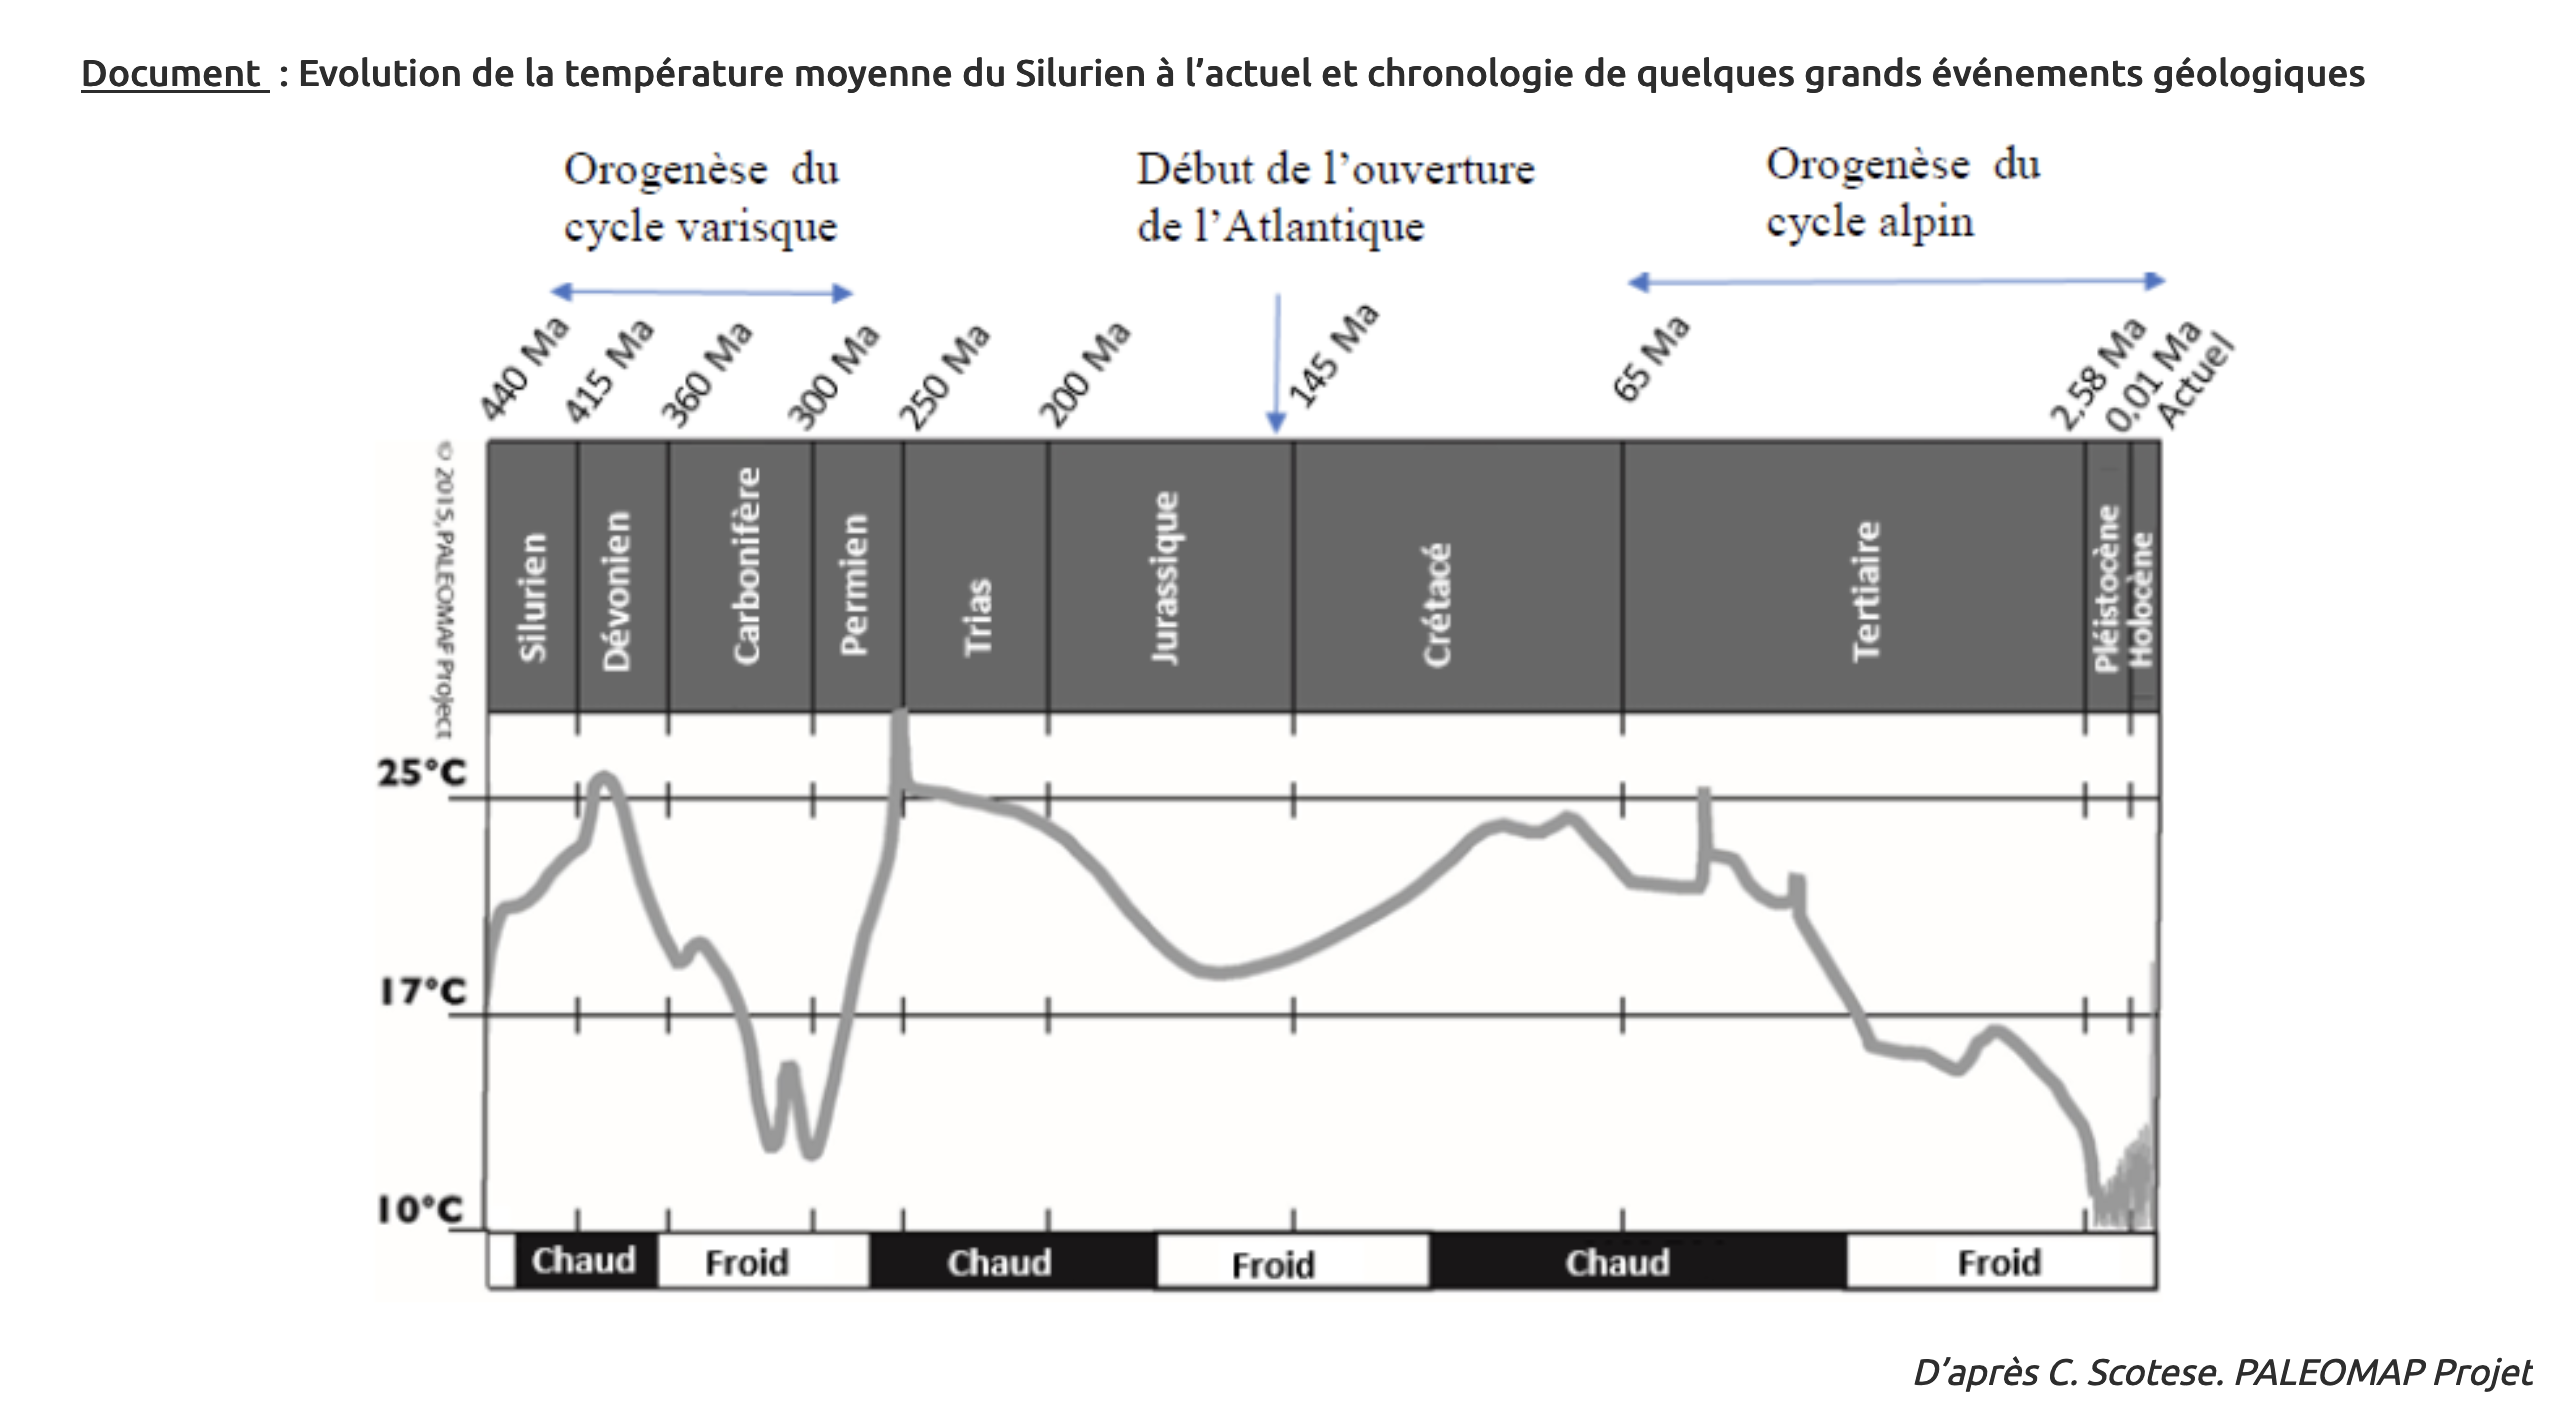 Document : Evolution de la température moyenne du Silurien à l’actuel et chronologie de quelques grands événements géologiques
Orogenèse du
cycle varisque
Début de l’ouverture
de l’Atlantique
Orogenèse du
cycle alpin
440 Ma
415 Ma
360 Ma
300 Ma
250 Ma
200 Ma
145 Ma
65 Ma
2,58 Ma
0,01 Ma
Actuel
© 2015, PALEOMAP Project
Silurien
Dévonien
Carbonifère
Permien
Trias
Jurassique
Crétacé
Tertiaire
Pléistocène
Holocène
25°C
17°C
10°C
Chaud
Froid
Chaud
Froid
Chaud
Froid
D’après C. Scotese. PALEOMAP Projet